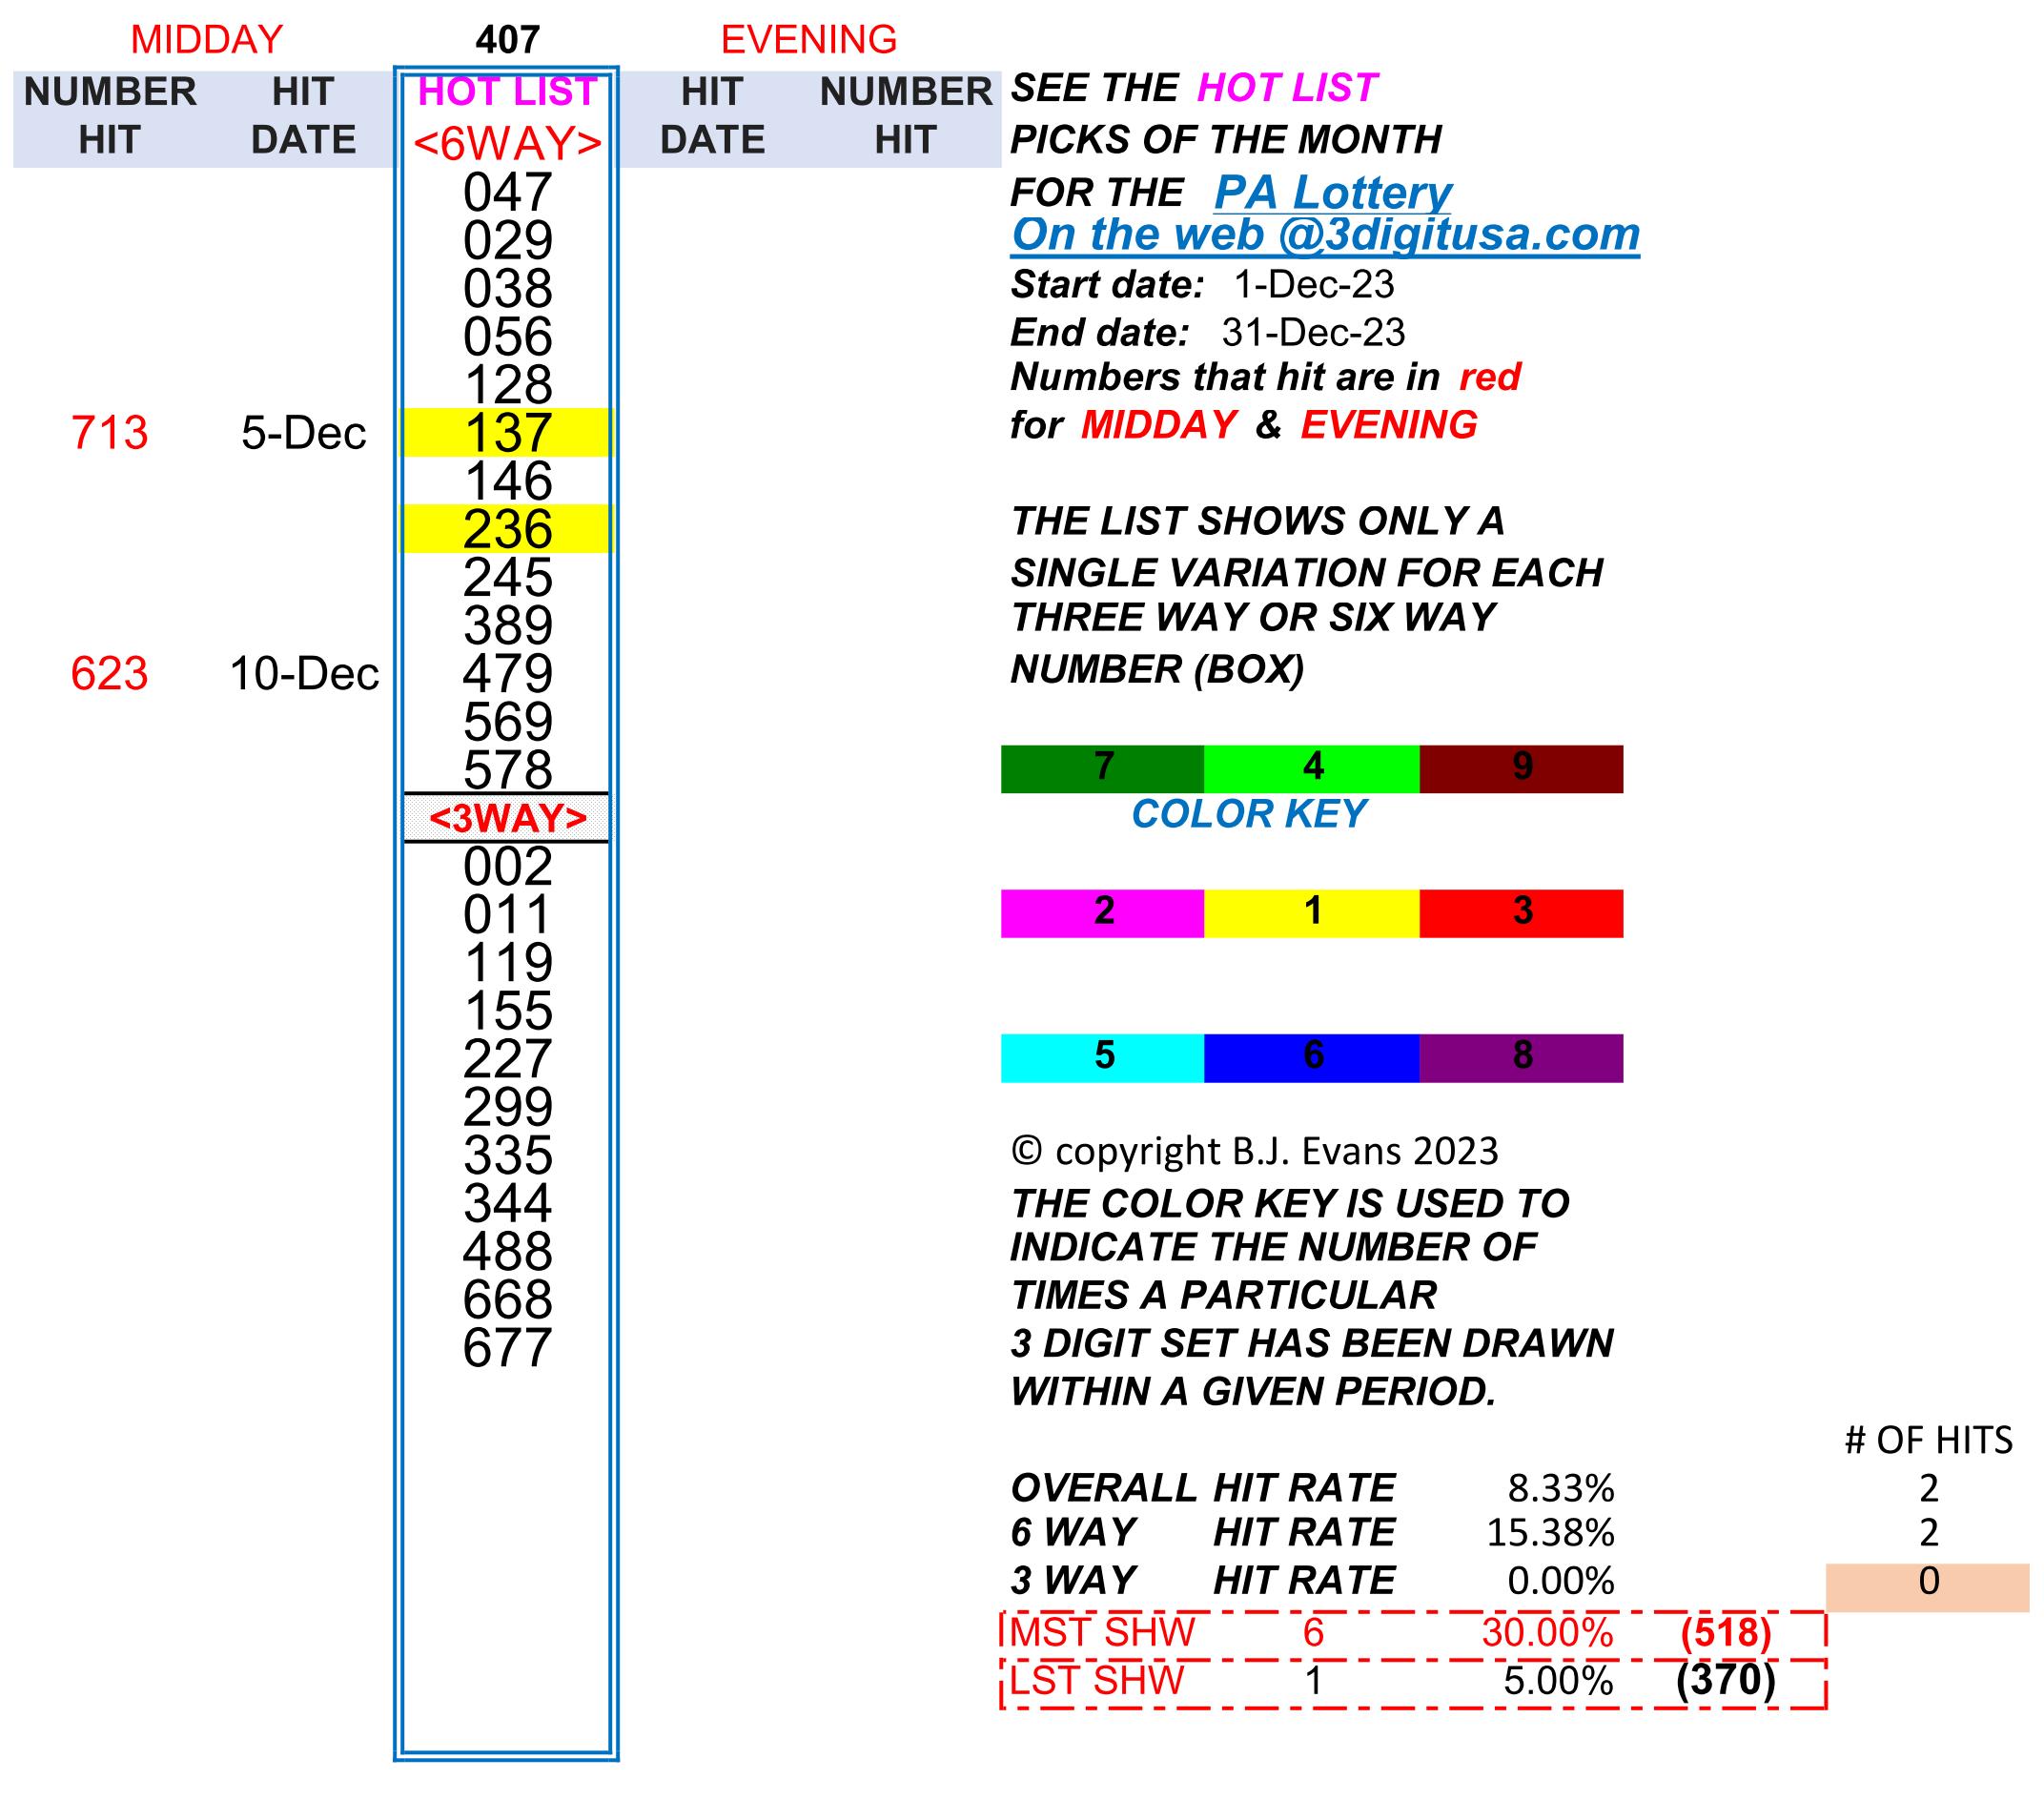 MIDDAY 407 EVENING
NUMBER HIT HOT LIST HIT NUMBER SEE THE HOT LIST
HIT DATE <6WAY> DATE HIT PICKS OF THE MONTH
047 FOR THE PA Lottery
029 On the web @3digitusa.com
038 Start date: 1-Dec-23
056 End date: 31-Dec-23
128 Numbers that hit are in red
713 5-Dec 137 for MIDDAY & EVENING
146
236 THE LIST SHOWS ONLY A
245 SINGLE VARIATION FOR EACH
389 THREE WAY OR SIX WAY
623 10-Dec 479 NUMBER (BOX)
569
578 7 4 9
<3WAY> COLOR KEY
002
011 2 1 3
119
155
227 5 6 8
299
335 © copyright B.J. Evans 2023
344 THE COLOR KEY IS USED TO
488 INDICATE THE NUMBER OF
668 TIMES A PARTICULAR
677 3 DIGIT SET HAS BEEN DRAWN
WITHIN A GIVEN PERIOD.
# OF HITS
OVERALL HIT RATE 8.33% 2
6 WAY HIT RATE 15.38% 2
3 WAY HIT RATE 0.00% 0
MST SHW 6 30.00% (518)
LST SHW 1 5.00% (370)